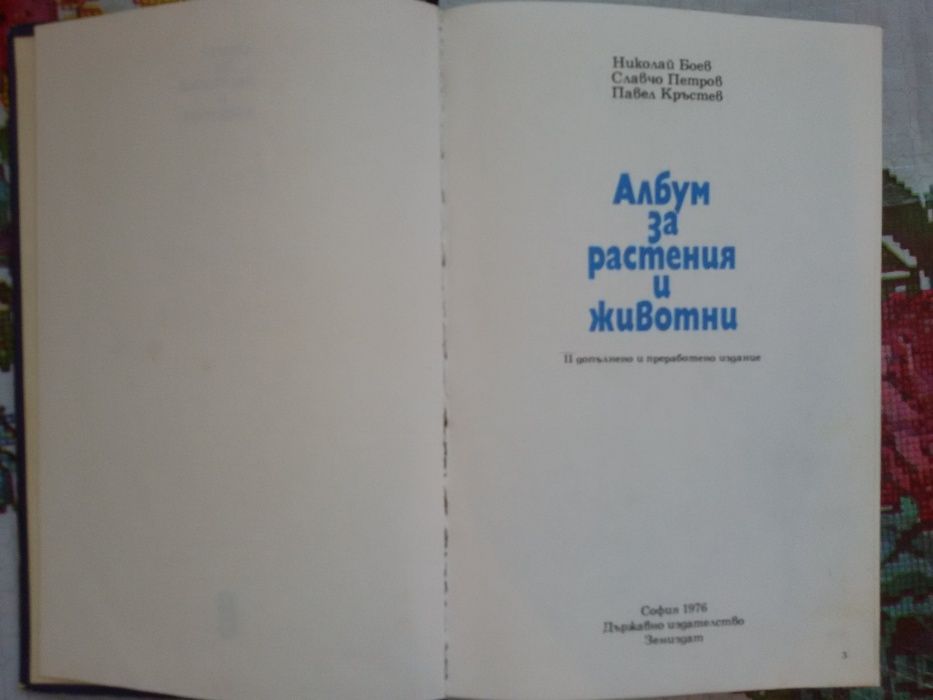 Николай Боев
Славчо Петров
Павел Кръстев
Албум
за
растения
и
животни
II допълнено и преработено издание
София 1976
Държавно издателство
Земиздат
3